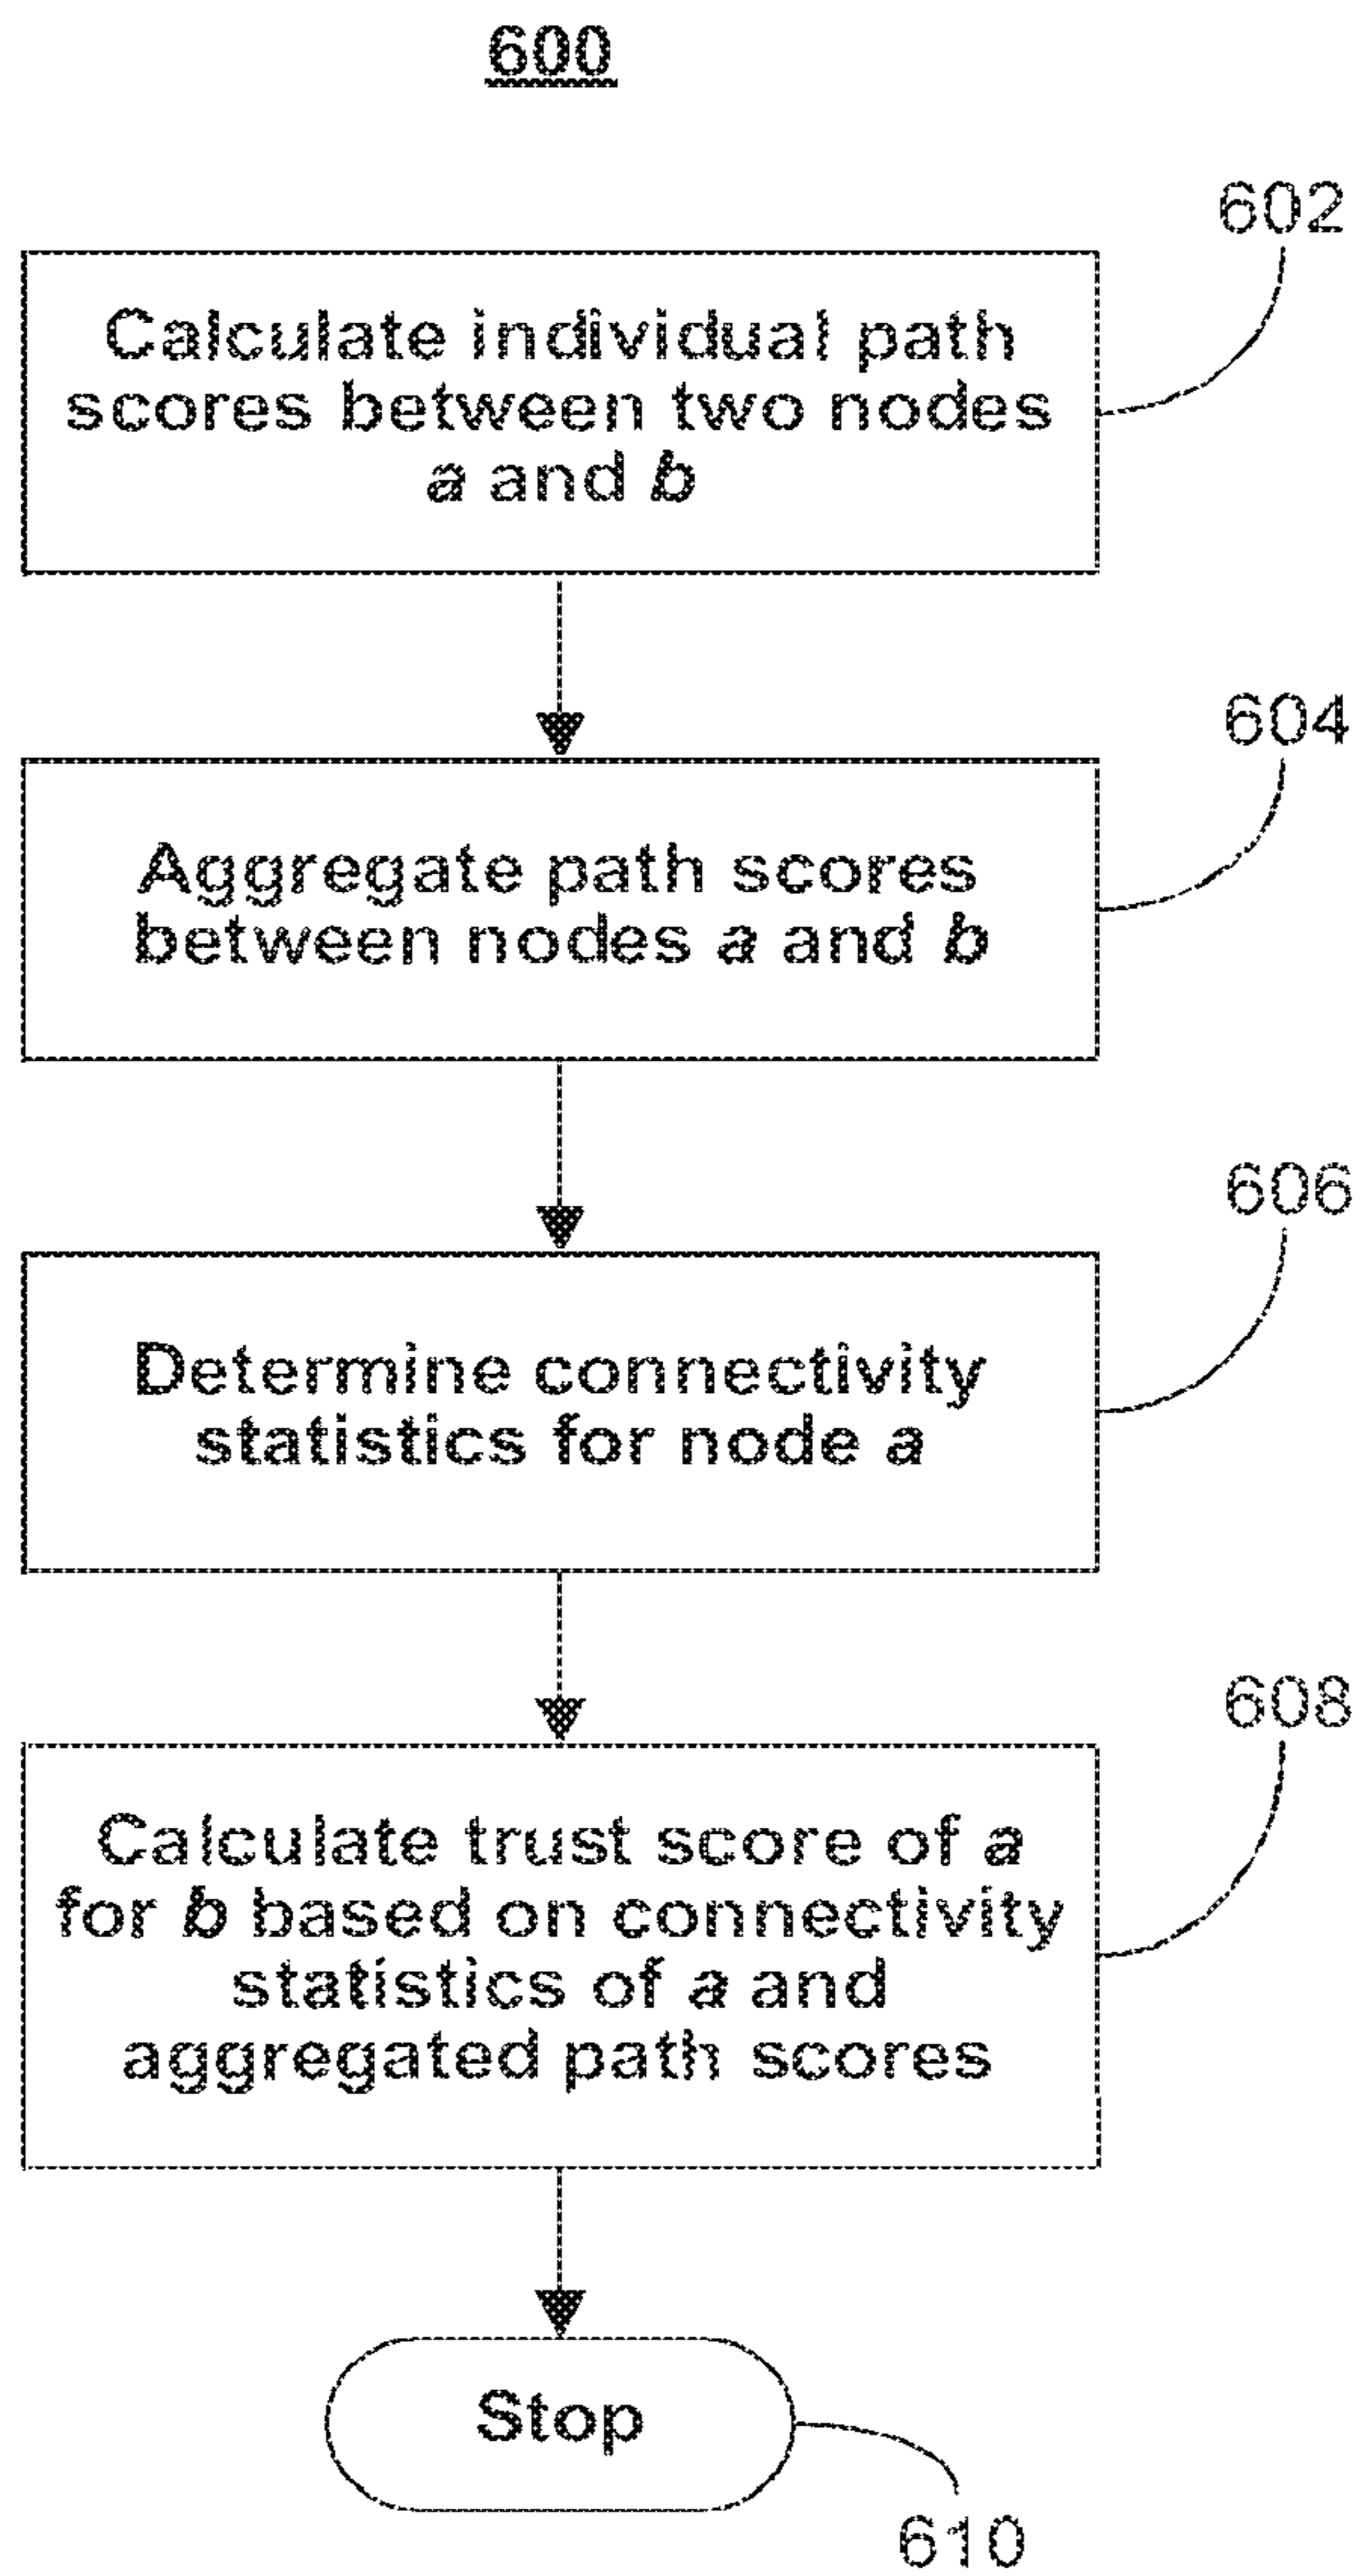 600
602
Calculate individual path
scores between two nodes
a and b
604
Aggregate path scores
between nodes a and b
606
Determine connectivity
statistics for node a
608
Calculate trust score of a
for b based on connectivity
statistics of a and
aggregated path scores
Stop
610